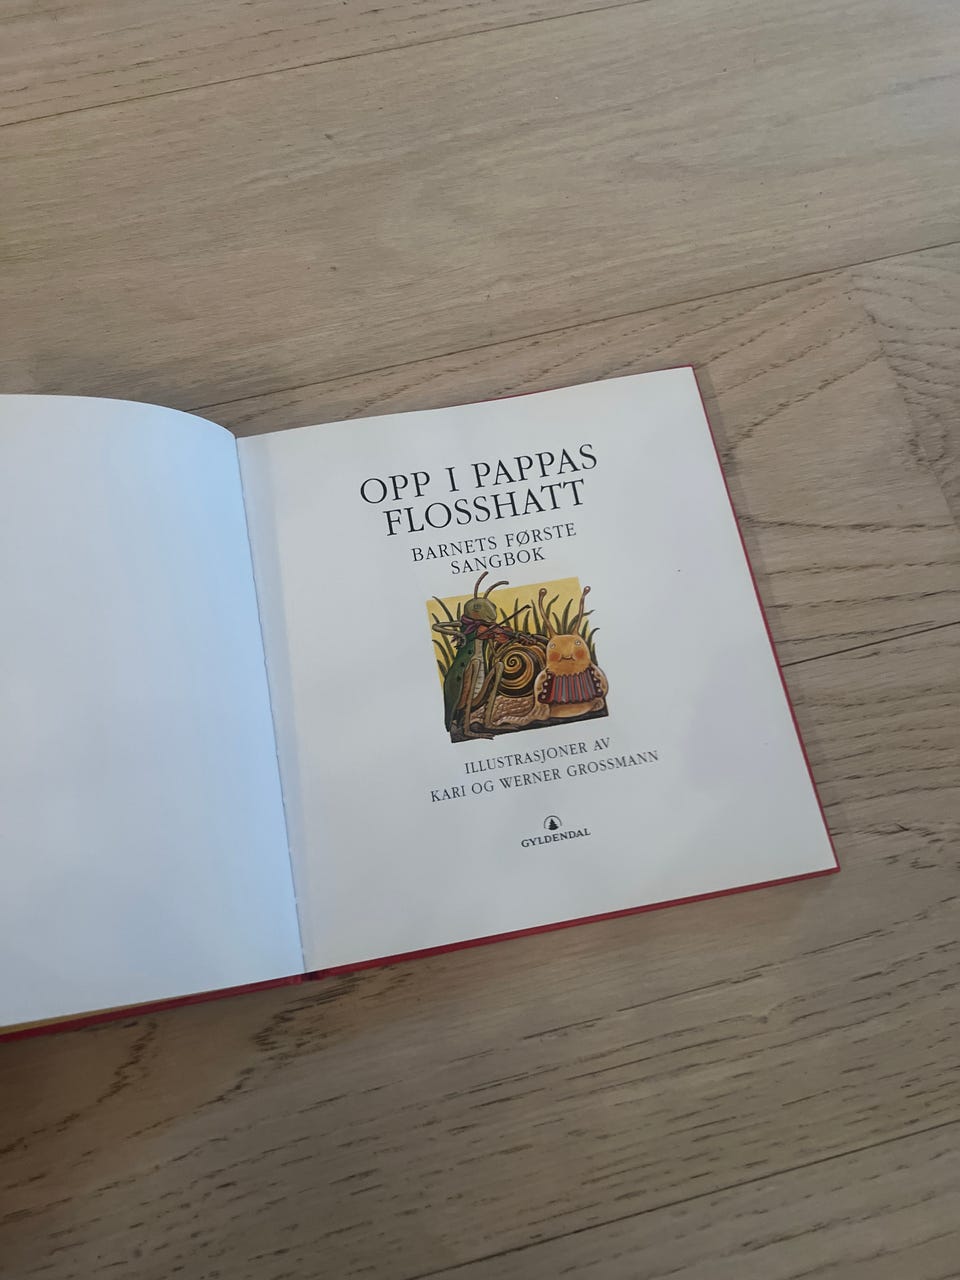 OPP I PAPPAS
FLOSSHATT
BARNETS FØRSTE
SANGBOK
ILLUSTRASJONER AV
KARI OG WERNER GROSSMANN
GYLDENDAL